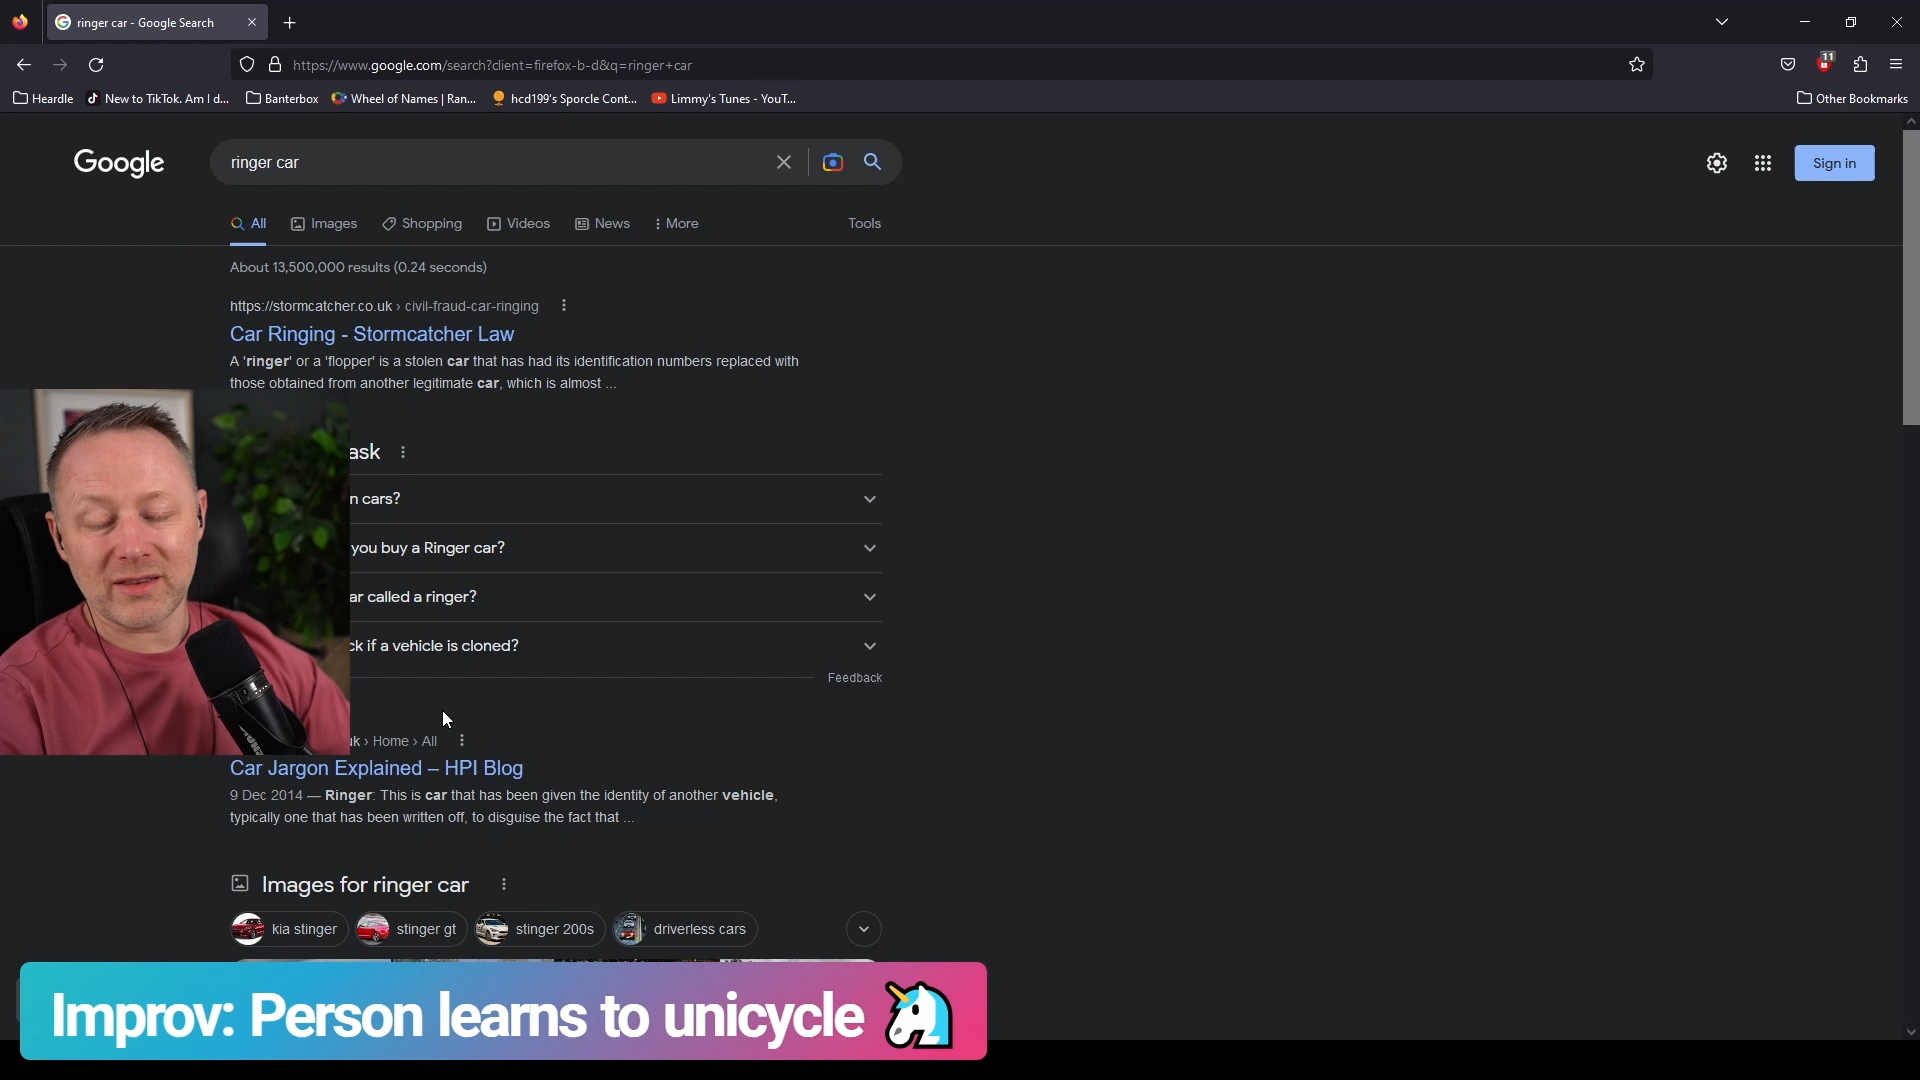 ringer car - Google Search
https://www.google.com/search?client=firefox-b-d&q=ringer+car
11
Heardle
New to TikTok. Am I d...
Banterbox
Wheel of Names | Ran...
hcd199's Sporcle Cont...
Limmy's Tunes - YouT...
Other Bookmarks
Google
ringer car
Sign in
All
Images
Shopping
Videos
News
More
Tools
About 13,500,000 results (0.24 seconds)
https://stormcatcher.co.uk › civil-fraud-car-ringing
Car Ringing - Stormcatcher Law
A 'ringer' or a 'flopper' is a stolen car that has had its identification numbers replaced with
those obtained from another legitimate car, which is almost ...
ask
n cars?
you buy a Ringer car?
ar called a ringer?
ck if a vehicle is cloned?
Feedback
uk › Home › All
Car Jargon Explained – HPI Blog
9 Dec 2014 — Ringer: This is car that has been given the identity of another vehicle,
typically one that has been written off, to disguise the fact that ...
Images for ringer car
kia stinger
stinger gt
stinger 200s
driverless cars
Improv: Person learns to unicycle